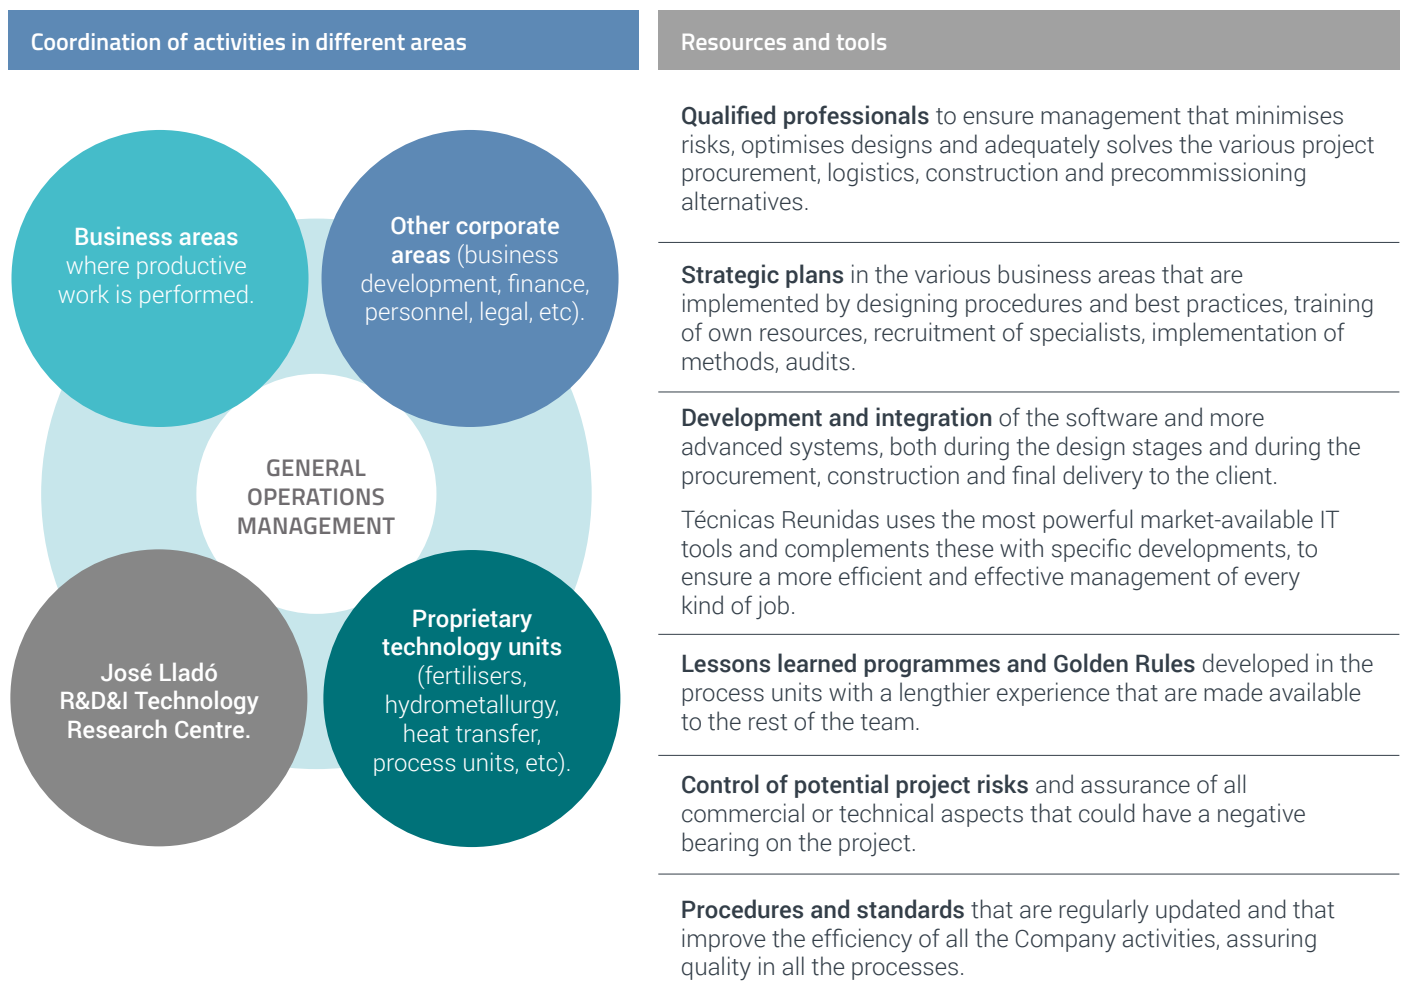 Coordination of activities in different areas
Business areas
where productive
work is performed.
Other corporate
areas (business
development, finance,
personnel, legal, etc).
GENERAL
OPERATIONS
MANAGEMENT
José Lladó
R&D&I Technology
Research Centre.
Proprietary
technology units
(fertilisers,
hydrometallurgy,
heat transfer,
process units, etc).
Resources and tools
Qualified professionals to ensure management that minimises
risks, optimises designs and adequately solves the various project
procurement, logistics, construction and precommissioning
alternatives.
Strategic plans in the various business areas that are
implemented by designing procedures and best practices, training
of own resources, recruitment of specialists, implementation of
methods, audits.
Development and integration of the software and more
advanced systems, both during the design stages and during the
procurement, construction and final delivery to the client.
Técnicas Reunidas uses the most powerful market-available IT
tools and complements these with specific developments, to
ensure a more efficient and effective management of every
kind of job.
Lessons learned programmes and Golden Rules developed in the
process units with a lengthier experience that are made available
to the rest of the team.
Control of potential project risks and assurance of all
commercial or technical aspects that could have a negative
bearing on the project.
Procedures and standards that are regularly updated and that
improve the efficiency of all the Company activities, assuring
quality in all the processes.